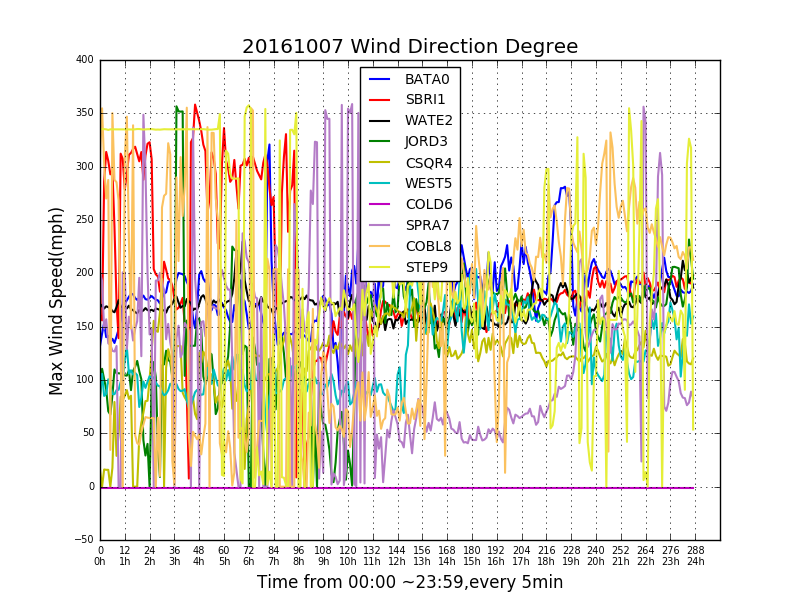 20161007 Wind Direction Degree
Max Wind Speed(mph)
400
350
300
250
200
150
100
50
0
−50
BATA0
SBRI1
WATE2
JORD3
CSQR4
WEST5
COLD6
SPRA7
COBL8
STEP9
0 12 24 36 48 60 72 84 96 108 120 132 144 156 168 180 192 204 216 228 240 252 264 276 288
0h 1h 2h 3h 4h 5h 6h 7h 8h 9h 10h 11h 12h 13h 14h 15h 16h 17h 18h 19h 20h 21h 22h 23h 24h
Time from 00:00 ~23:59,every 5min